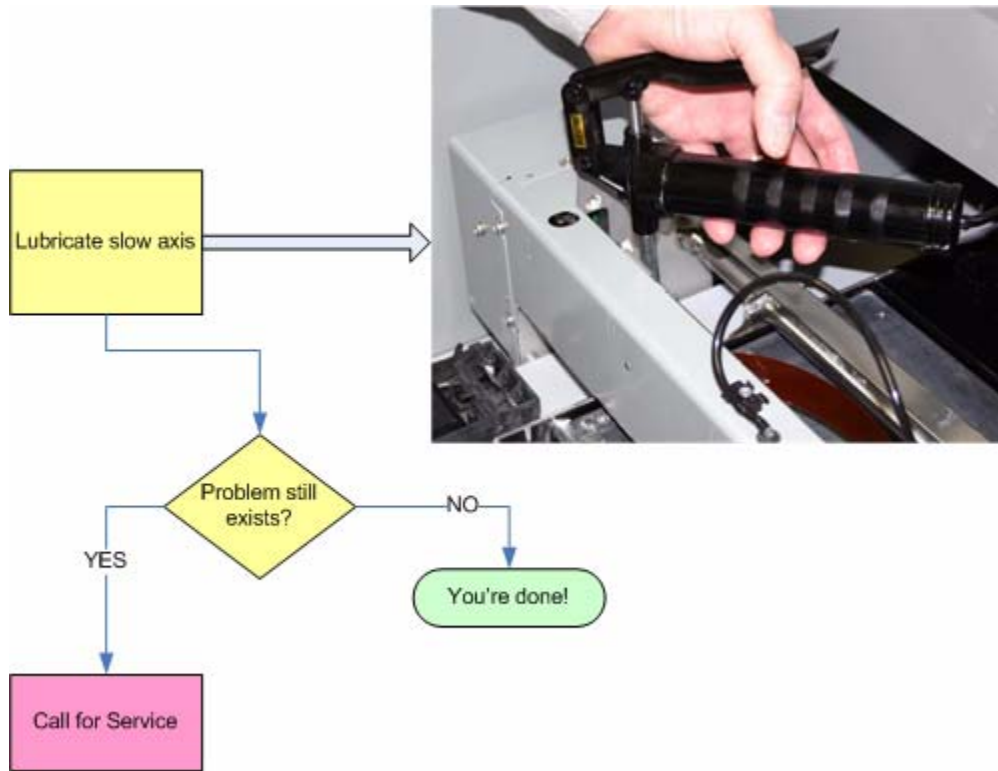 Lubricate slow axis
Problem still
exists?
NO
YES
You're done!
Call for Service